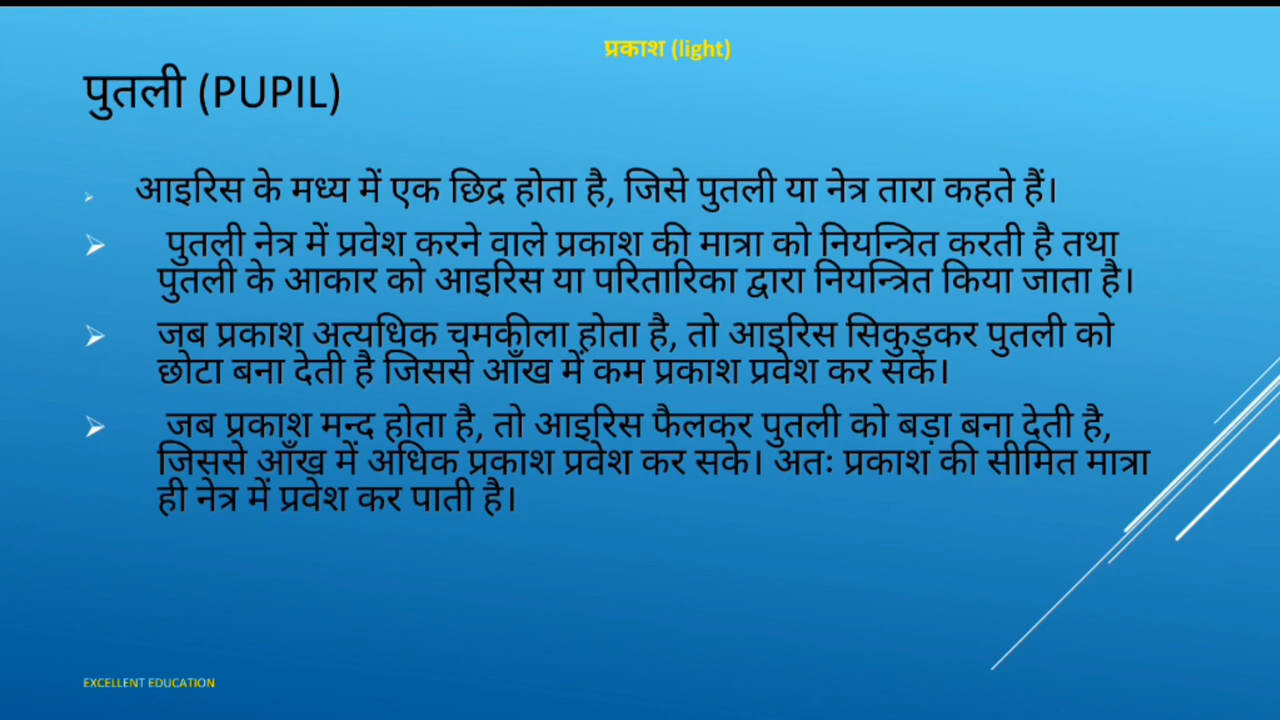 प्रकाश (light)
पुतली (PUPIL)
आइरिस के मध्य में एक छिद्र होता है, जिसे पुतली या नेत्र तारा कहते हैं।
पुतली नेत्र में प्रवेश करने वाले प्रकाश की मात्रा को नियन्त्रित करती है तथा
पुतली के आकार को आइरिस या परितारिका द्वारा नियन्त्रित किया जाता है।
जब प्रकाश अत्यधिक चमकीला होता है, तो आइरिस सिकुड़कर पुतली को
छोटा बना देती है जिससे आँख में कम प्रकाश प्रवेश कर सके।
जब प्रकाश मन्द होता है, तो आइरिस फैलकर पुतली को बड़ा बना देती है,
जिससे आँख में अधिक प्रकाश प्रवेश कर सके। अतः प्रकाश की सीमित मात्रा
ही नेत्र में प्रवेश कर पाती है।
EXCELLENT EDUCATION